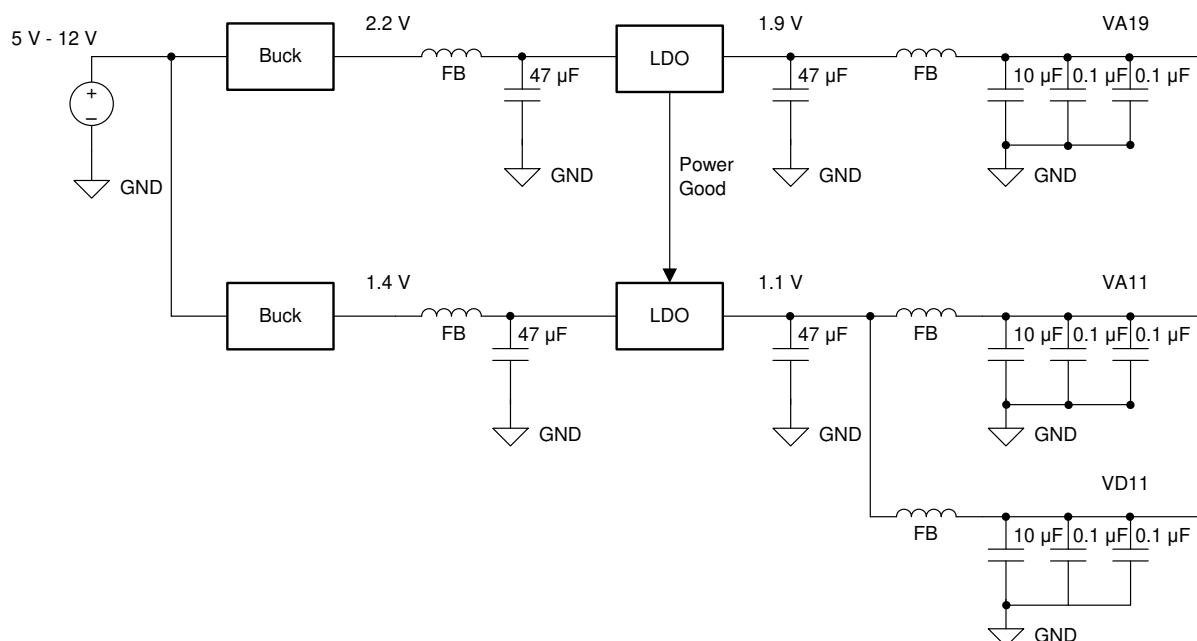 5 V - 12 V
Buck
2.2 V
FB
47 µF
GND
LDO
1.9 V
47 µF
GND
FB
VA19
10 µF
0.1 µF
0.1 µF
GND
+
–
GND
Power
Good
Buck
1.4 V
FB
47 µF
GND
LDO
1.1 V
47 µF
GND
FB
VA11
10 µF
0.1 µF
0.1 µF
GND
VD11
FB
10 µF
0.1 µF
0.1 µF
GND